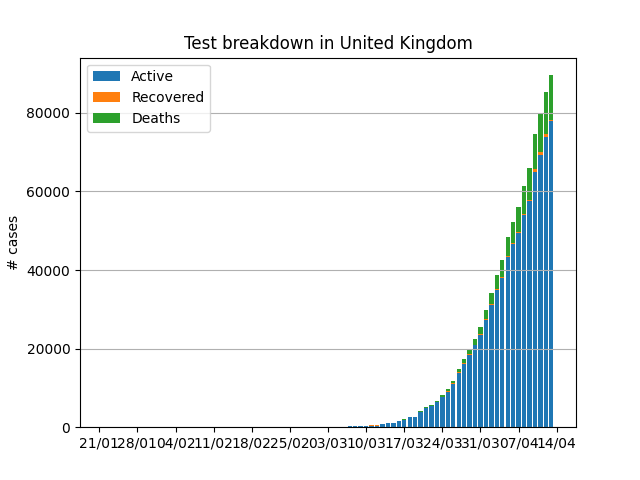 Test breakdown in United Kingdom
Active
Recovered
Deaths
# cases
80000
60000
40000
20000
0
21/01 28/01 04/02 11/02 18/02 25/02 03/03 10/03 17/03 24/03 31/03 07/04 14/04